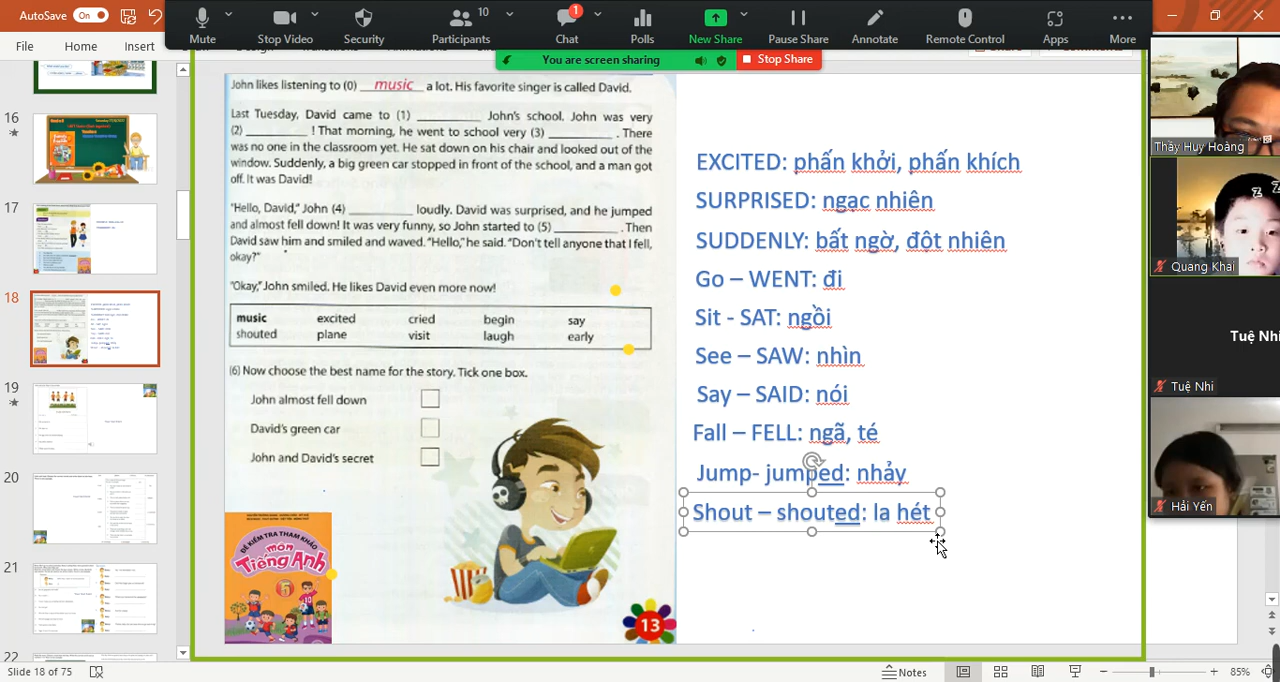 AutoSave On
10
1
Mute Stop Video Security Participants Chat Polls New Share Pause Share Annotate Remote Control Apps More
File Home Insert
You are screen sharing Stop Share
16
17
18
19
20
21
22
John likes listening to (0) music a lot. His favorite singer is called David.
Last Tuesday, David came to (1) __________ John's school. John was very
(2) __________ ! That morning, he went to school very (3) __________ . There
was no one in the classroom yet. He sat down on his chair and looked out of the
window. Suddenly, a big green car stopped in front of the school, and a man got
off. It was David!
"Hello, David," John (4) __________ loudly. David was surprised, and he jumped
and almost fell down! It was very funny, so John started to (5) __________ . Then
David saw him and smiled and waved. "Hello," he said. "Don't tell anyone that I fell,
okay?"
"Okay," John smiled. He likes David even more now!
music excited cried begin say
shouted plane visit laugh early
(6) Now choose the best name for the story. Tick one box.
John almost fell down
David's green car
John and David's secret
ĐỀ KIỂM TRA THAM KHẢO
môn
Tiếng Anh
13
EXCITED: phấn khởi, phấn khích
SURPRISED: ngạc nhiên
SUDDENLY: bất ngờ, đột nhiên
Go – WENT: đi
Sit - SAT: ngồi
See – SAW: nhìn
Say – SAID: nói
Fall – FELL: ngã, té
Jump- jumped: nhảy
Shout – shouted: la hét
Thầy Huy Hoàng
Quang Khai
Tuệ Nhi
Tuệ Nhi
Hải Yến
Slide 18 of 75
Notes
85%